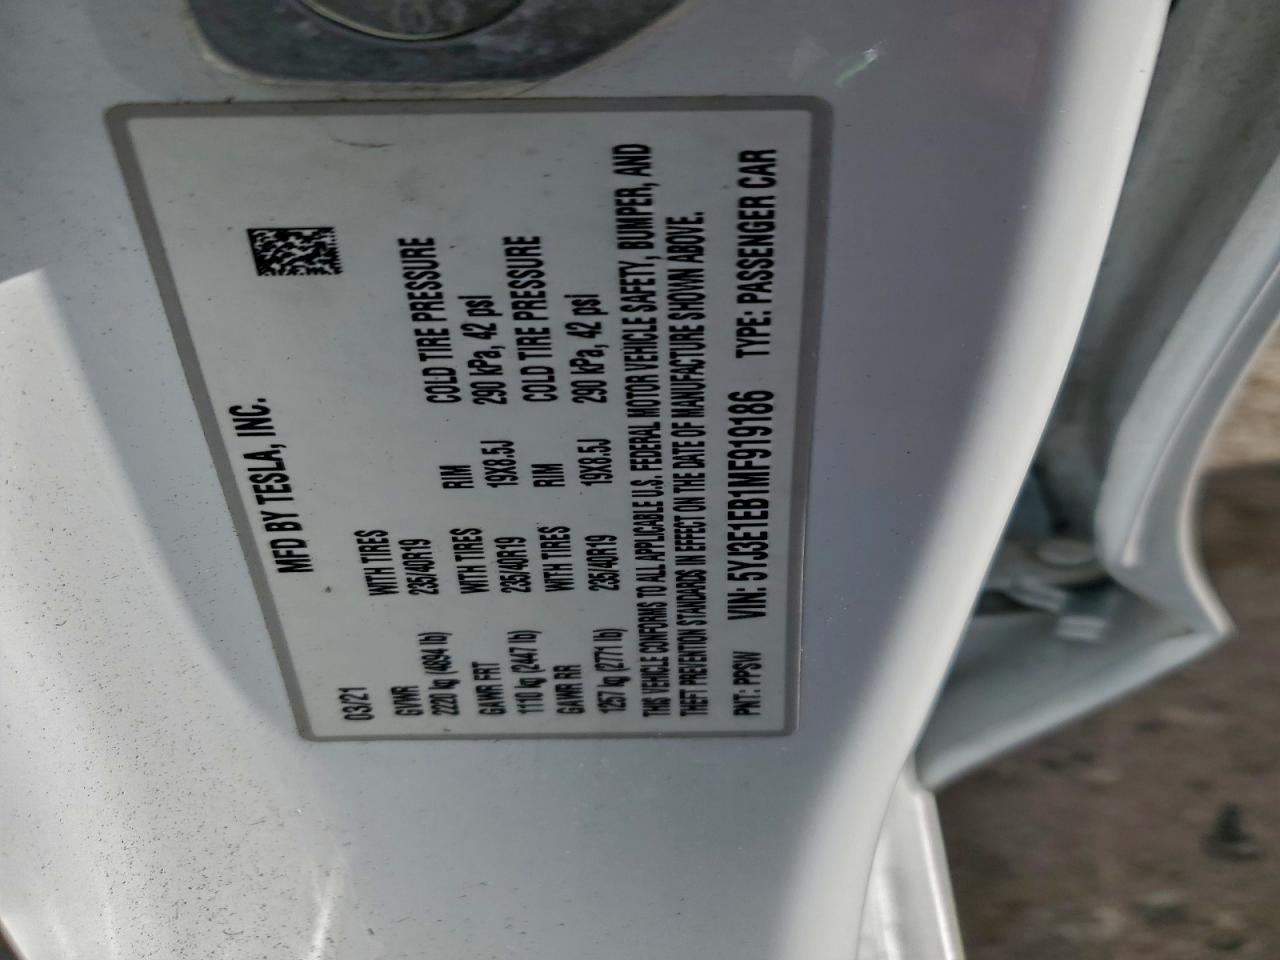 MFD BY TESLA, INC.
03/21
GVWR WITH TIRES RIM COLD TIRE PRESSURE
2220 kg (4894 lb) 235/40R19 19X8.5J 290 kPa, 42 psi
GAWR FRT WITH TIRES RIM COLD TIRE PRESSURE
1110 kg (2447 lb) 235/40R19 19X8.5J 290 kPa, 42 psi
GAWR RR WITH TIRES
1257 kg (2771 lb) 235/40R19
THIS VEHICLE CONFORMS TO ALL APPLICABLE U.S. FEDERAL MOTOR VEHICLE SAFETY, BUMPER, AND
THEFT PREVENTION STANDARDS IN EFFECT ON THE DATE OF MANUFACTURE SHOWN ABOVE.
PNT: PPSW VIN: 5YJ3E1EB1MF919186 TYPE: PASSENGER CAR